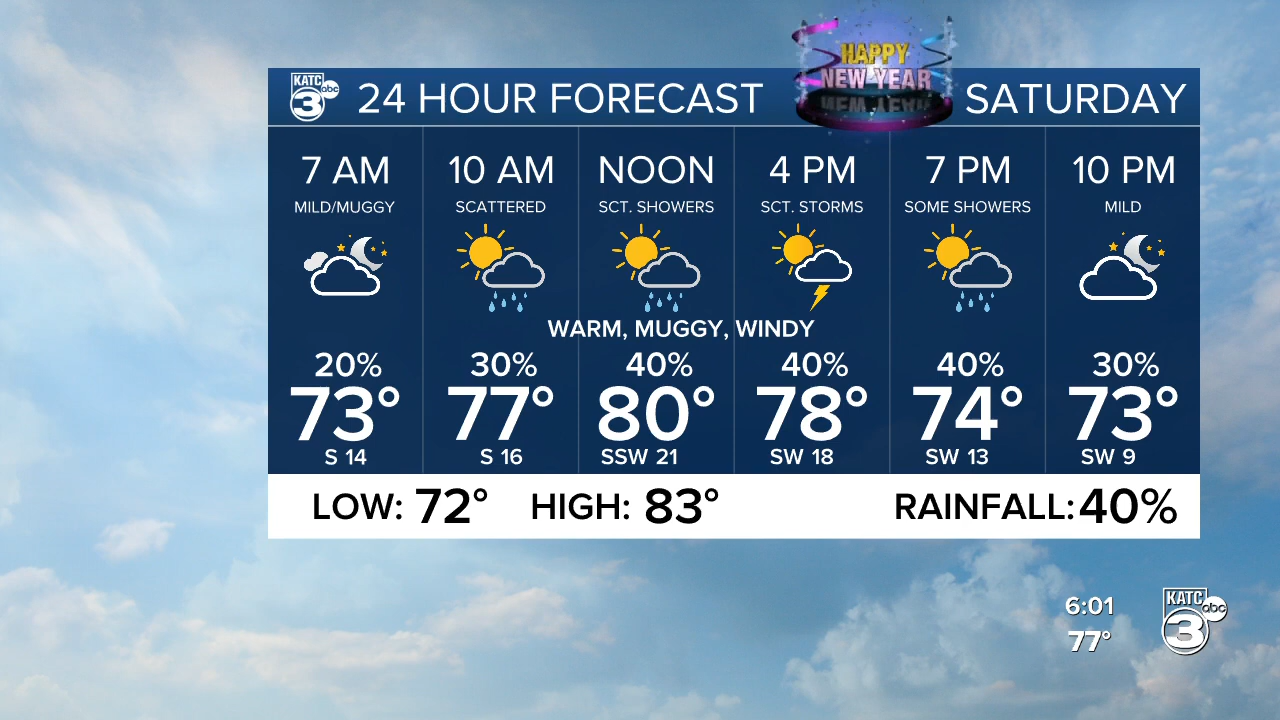 HAPPY
NEW YEAR
KATC
abc
3
24 HOUR FORECAST
SATURDAY
7 AM
10 AM
NOON
4 PM
7 PM
10 PM
MILD/MUGGY
SCATTERED
SCT. SHOWERS
SCT. STORMS
SOME SHOWERS
MILD
WARM, MUGGY, WINDY
20%
30%
40%
40%
40%
30%
73°
77°
80°
78°
74°
73°
S 14
S 16
SSW 21
SW 18
SW 13
SW 9
LOW: 72°
HIGH: 83°
RAINFALL: 40%
6:01
77°
KATC
abc
3